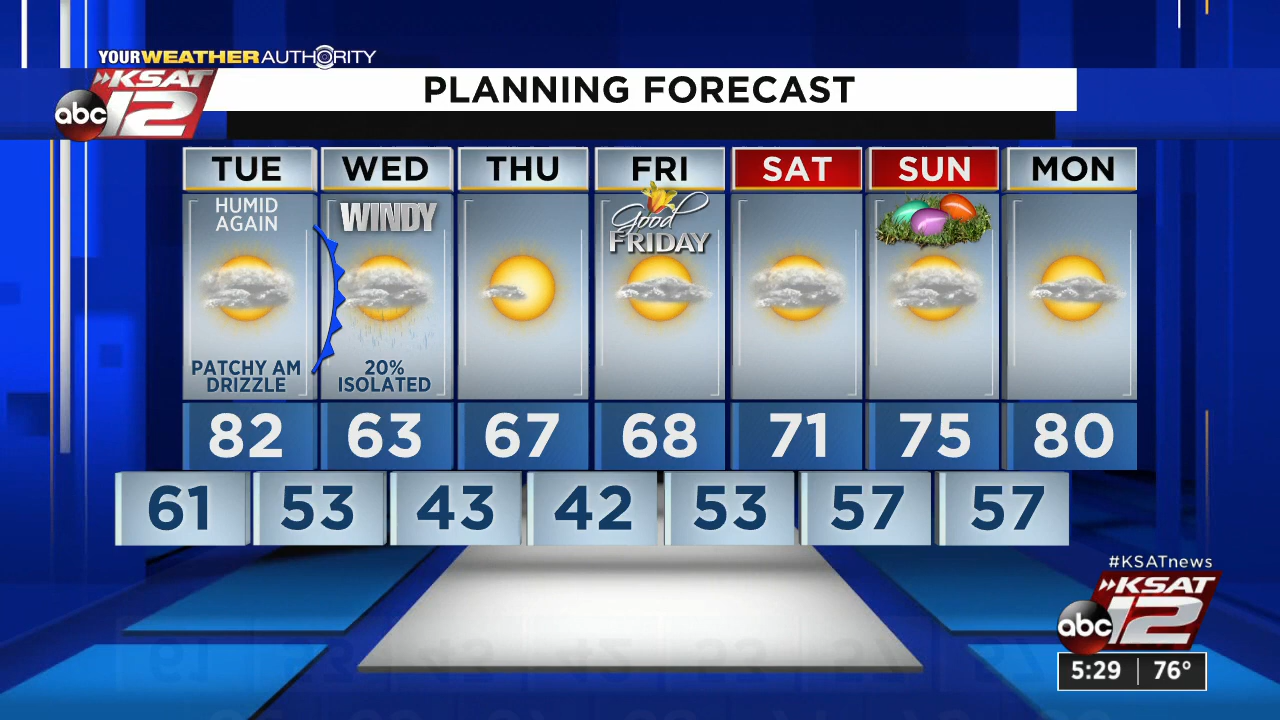 YOURWEATHERAUTHORITY
KSAT
abc 12
PLANNING FORECAST
TUE WED THU FRI SAT SUN MON
HUMID
AGAIN
WINDY
Good
FRIDAY
PATCHY AM
DRIZZLE
20%
ISOLATED
82 63 67 68 71 75 80
61 53 43 42 53 57 57
#KSATnews
KSAT
abc 12
5:29 76°